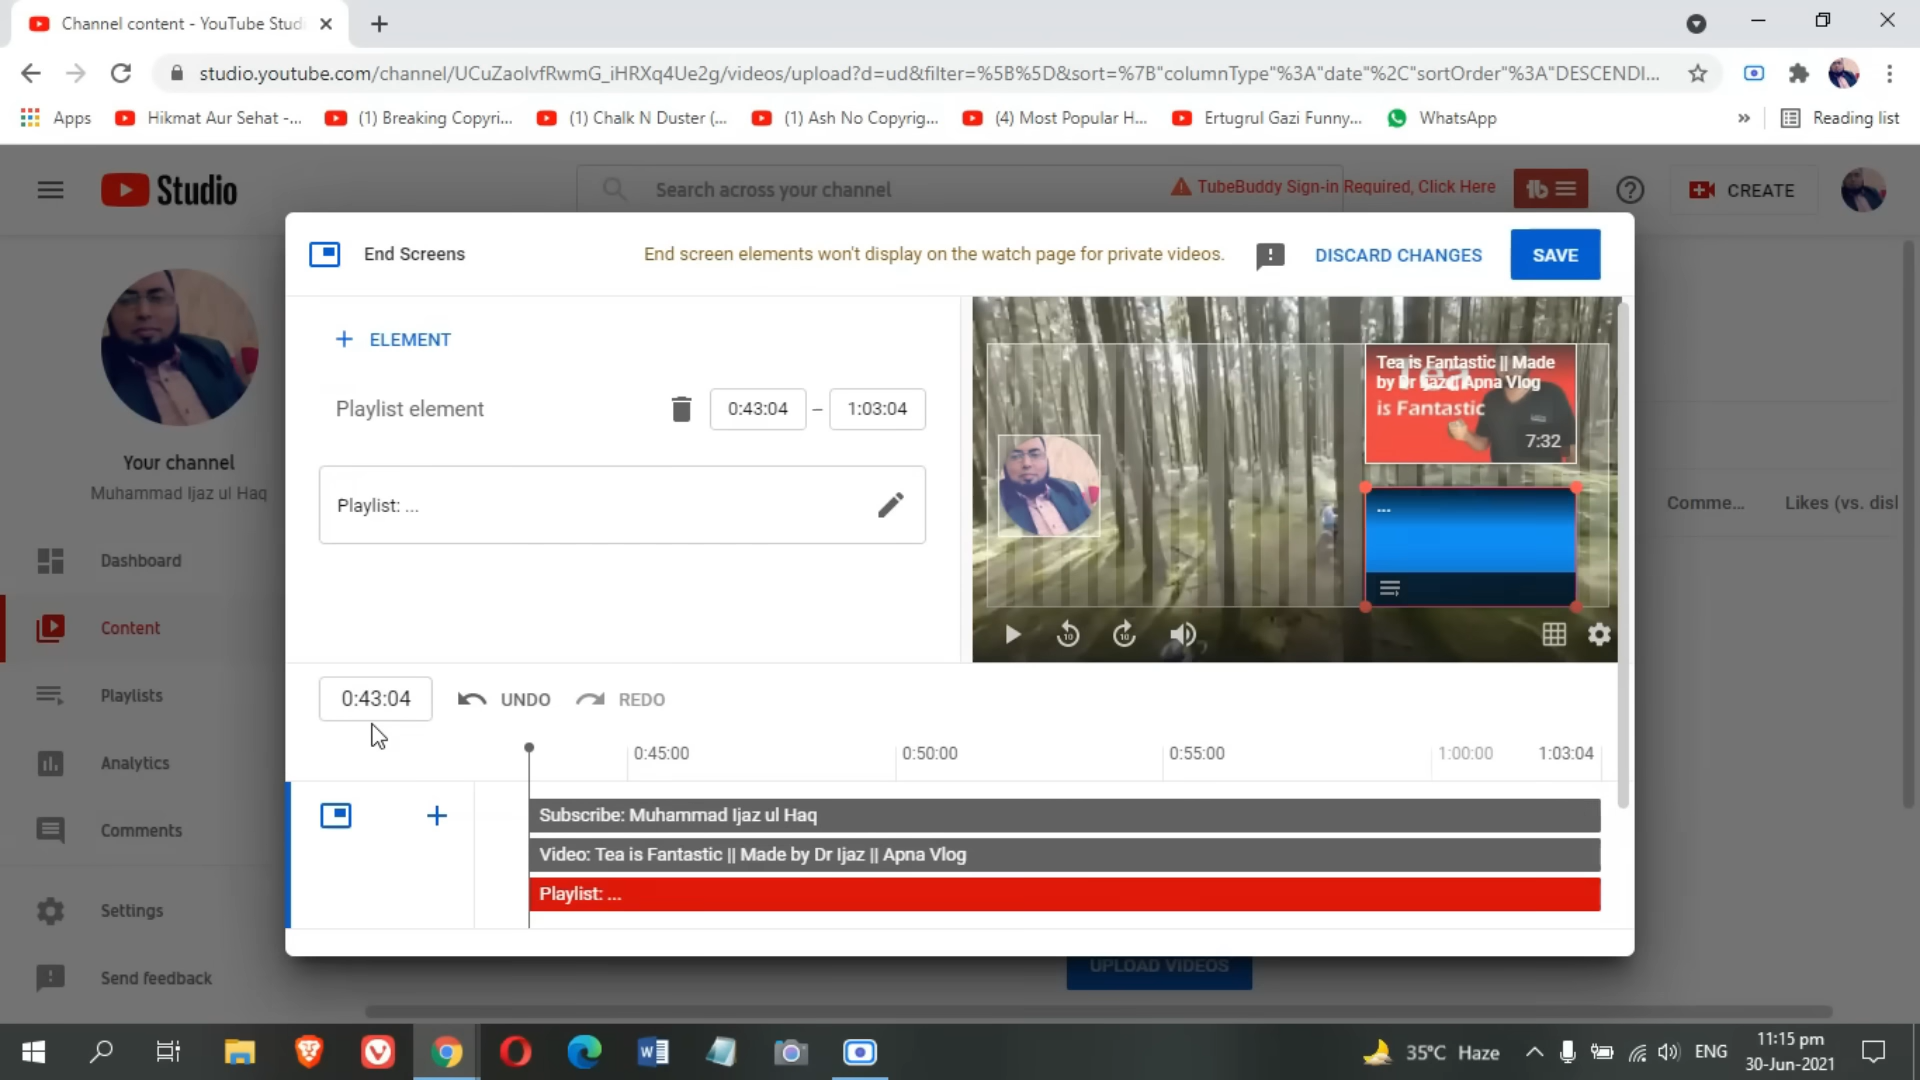 Channel content - YouTube Studi
studio.youtube.com/channel/UCuZaolvfRwmG_iHRXq4Ue2g/videos/upload?d=ud&filter=%5B%5D&sort=%7B"columnType"%3A"date"%2C"sortOrder"%3A"DESCENDI...
Apps
Hikmat Aur Sehat -...
(1) Breaking Copyri...
(1) Chalk N Duster (...
(1) Ash No Copyrig...
(4) Most Popular H...
Ertugrul Gazi Funny...
WhatsApp
»
Reading list
Studio
Search across your channel
TubeBuddy Sign-in Required, Click Here
tb
CREATE
End Screens
End screen elements won't display on the watch page for private videos.
DISCARD CHANGES
SAVE
Your channel
Muhammad Ijaz ul Haq
Dashboard
Content
Playlists
Analytics
Comments
Settings
Send feedback
+ ELEMENT
Playlist element
0:43:04 – 1:03:04
Playlist: ...
Tea is Fantastic || Made
by Dr Ijaz || Apna Vlog
Tea
is Fantastic
7:32
...
10
10
Comme...
Likes (vs. disl
0:43:04
UNDO
REDO
0:45:00
0:50:00
0:55:00
1:00:00
1:03:04
Subscribe: Muhammad Ijaz ul Haq
Video: Tea is Fantastic || Made by Dr Ijaz || Apna Vlog
Playlist: ...
UPLOAD VIDEOS
35°C Haze
ENG
11:15 pm
30-Jun-2021